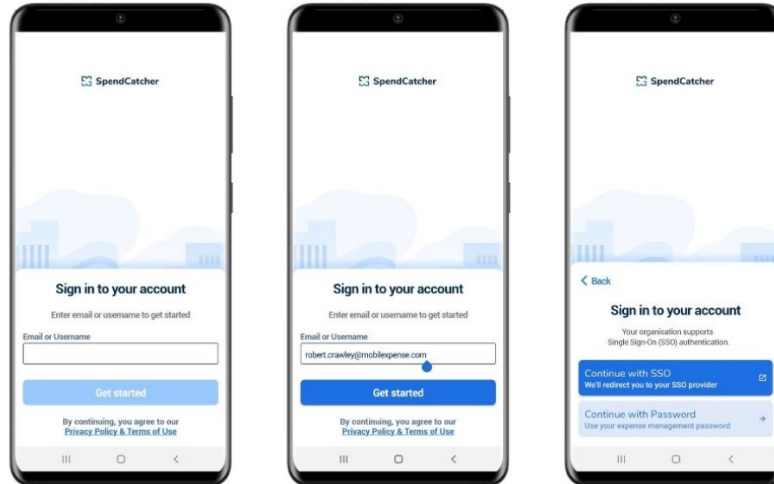 SpendCatcher
Sign in to your account
Enter email or username to get started
Email or Username
Get started
By continuing, you agree to our
Privacy Policy & Terms of Use
SpendCatcher
Sign in to your account
Enter email or username to get started
Email or Username
robert.crawley@mobilexpense.com
Get started
By continuing, you agree to our
Privacy Policy & Terms of Use
SpendCatcher
Back
Sign in to your account
Your organisation supports
Single Sign-On (SSO) authentication.
Continue with SSO
We'll redirect you to your SSO provider
Continue with Password
Use your expense management password